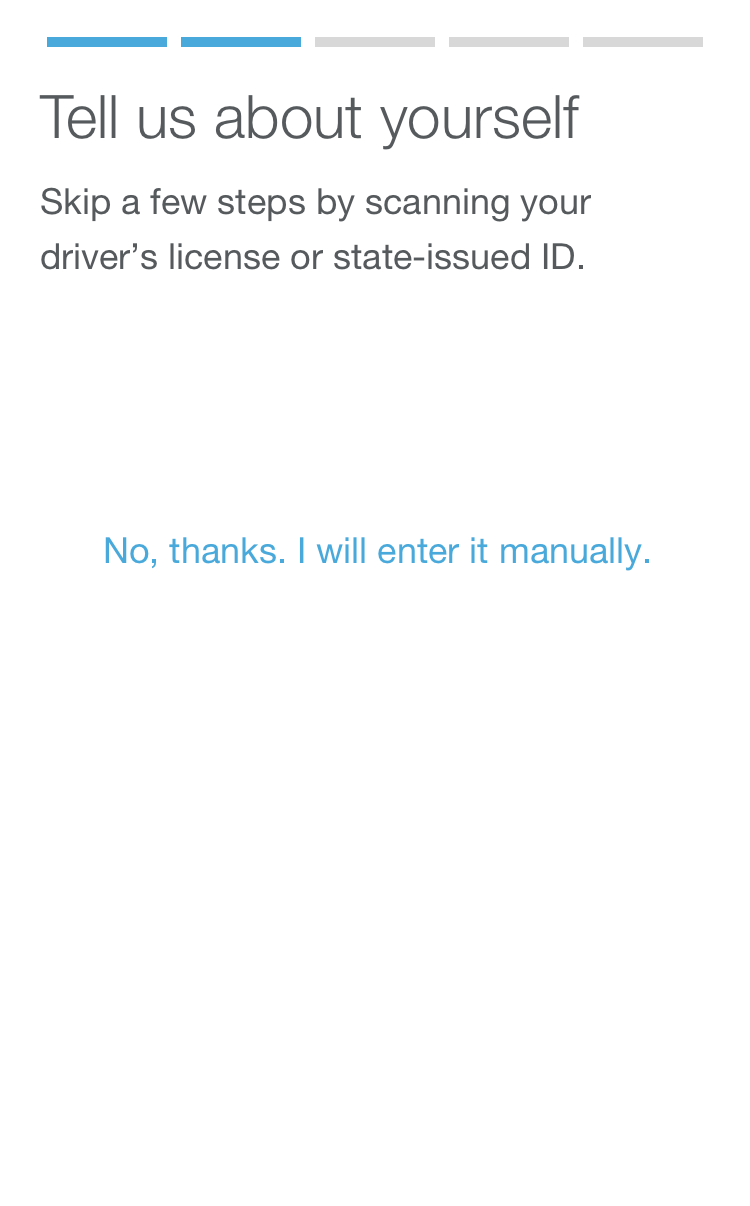 Tell us about yourself
Skip a few steps by scanning your
driver’s license or state-issued ID.
No, thanks. I will enter it manually.